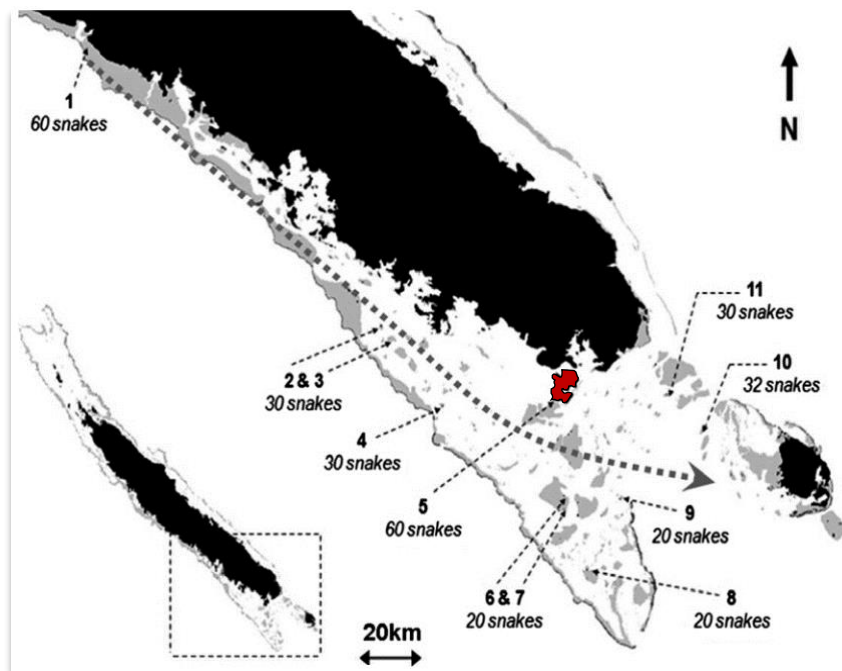 1
60 snakes
N
11
30 snakes
10
32 snakes
2 & 3
30 snakes
4
30 snakes
5
60 snakes
9
20 snakes
6 & 7
20 snakes
8
20 snakes
20km